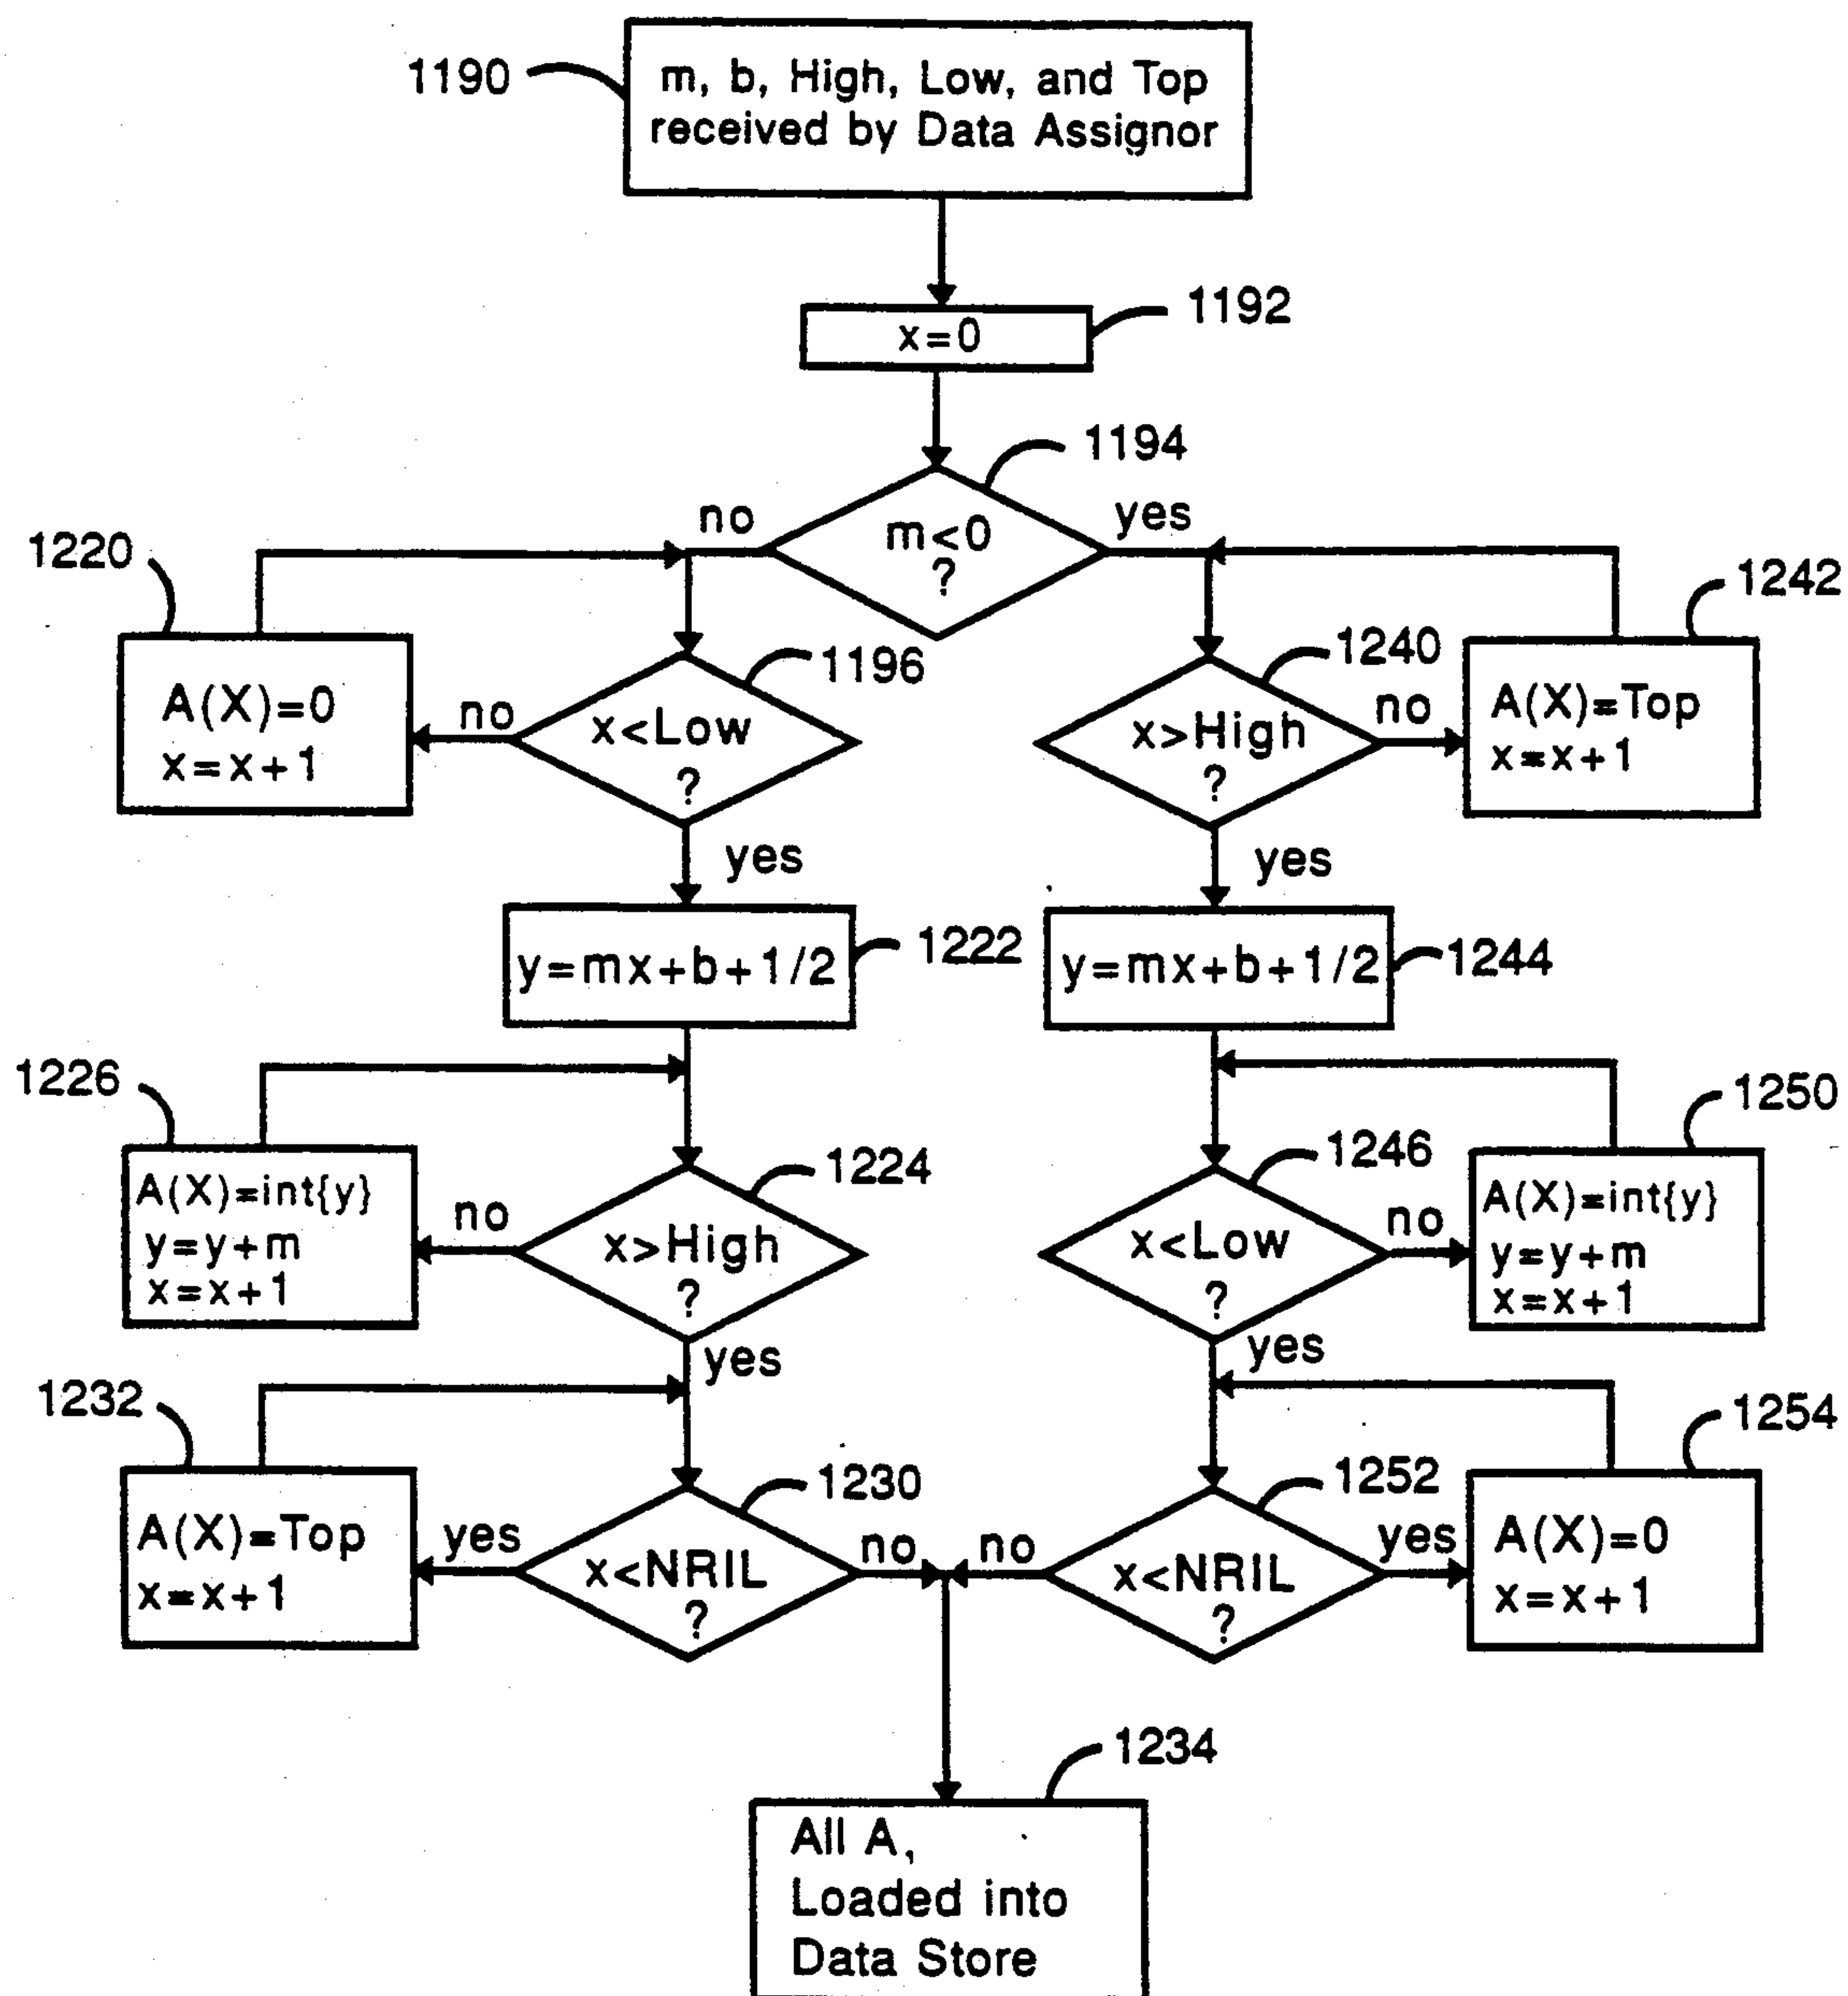 1190
m, b, High, Low, and Top
received by Data Assignor
1192
x=0
1194
no
m<0
?
yes
1220
A(X)=0
x=x+1
no
1196
x<Low
?
yes
1240
x>High
?
no
yes
1242
A(X)=Top
x=x+1
y=mx+b+1/2
1222
y=mx+b+1/2
1244
1226
A(X)=int{y}
y=y+m
x=x+1
no
1224
x>High
?
yes
1246
x<Low
?
no
yes
1250
A(X)=int{y}
y=y+m
x=x+1
1232
A(X)=Top
x=x+1
yes
1230
x<NRIL
?
no
no
1252
x<NRIL
?
yes
1254
A(X)=0
x=x+1
1234
All A,
Loaded into
Data Store